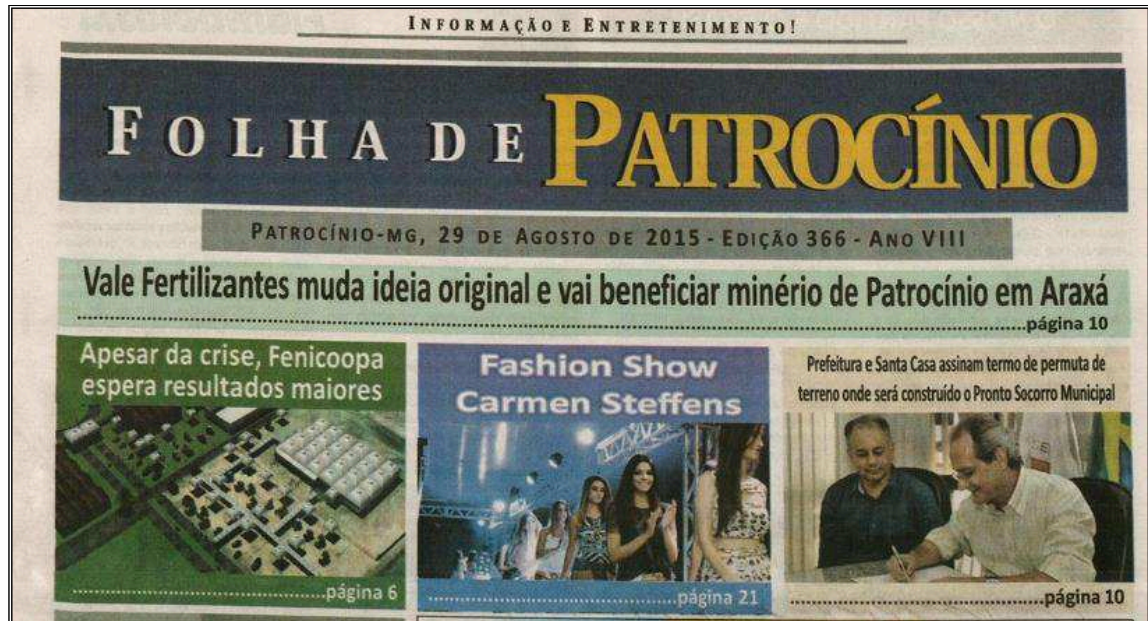 INFORMAÇÃO E ENTRETENIMENTO!
FOLHA DE PATROCÍNIO
PATROCÍNIO-MG, 29 DE AGOSTO DE 2015 - EDIÇÃO 366 - ANO VIII
Vale Fertilizantes muda ideia original e vai beneficiar minério de Patrocínio em Araxá
página 10
Apesar da crise, Fenicoopa
espera resultados maiores
página 6
Fashion Show
Carmen Steffens
página 21
Prefeitura e Santa Casa assinam termo de permuta de
terreno onde será construído o Pronto Socorro Municipal
página 10